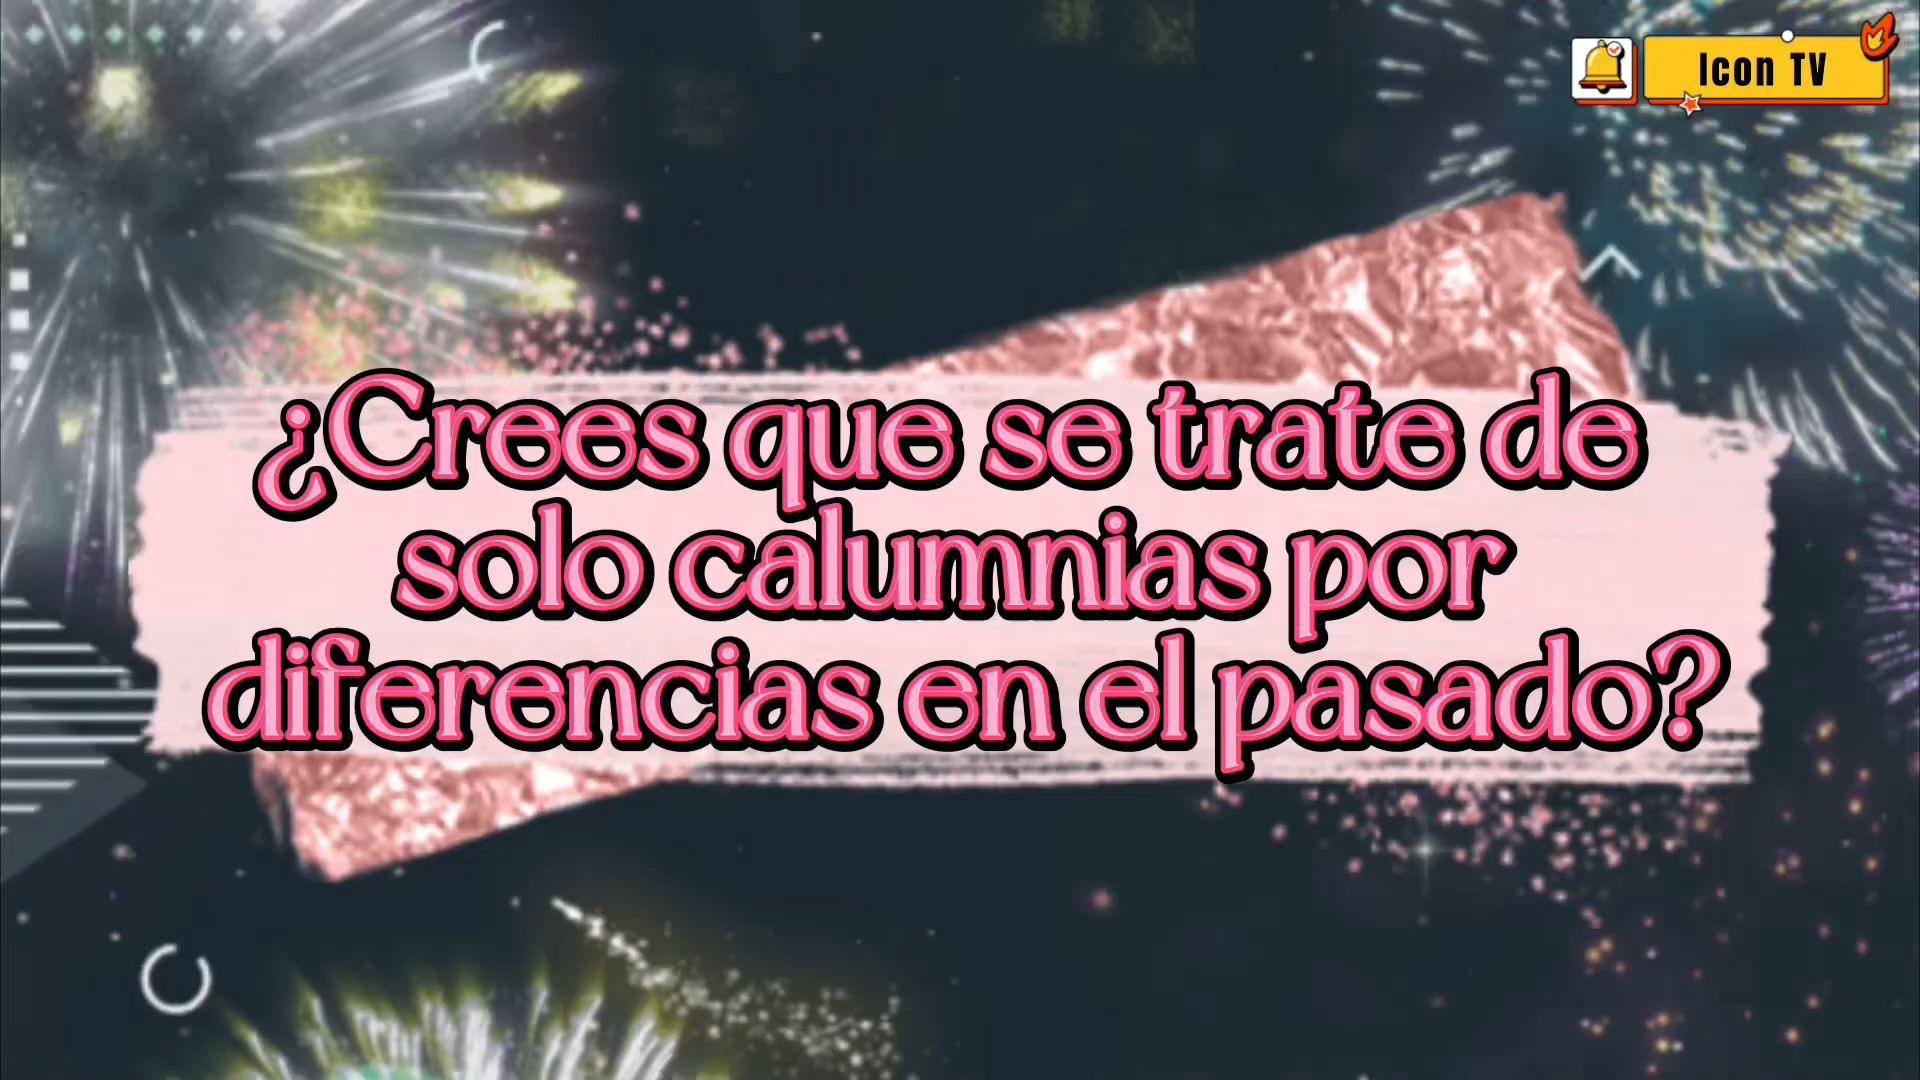 Icon TV
¿Crees que se trate de
solo calumnias por
diferencias en el pasado?